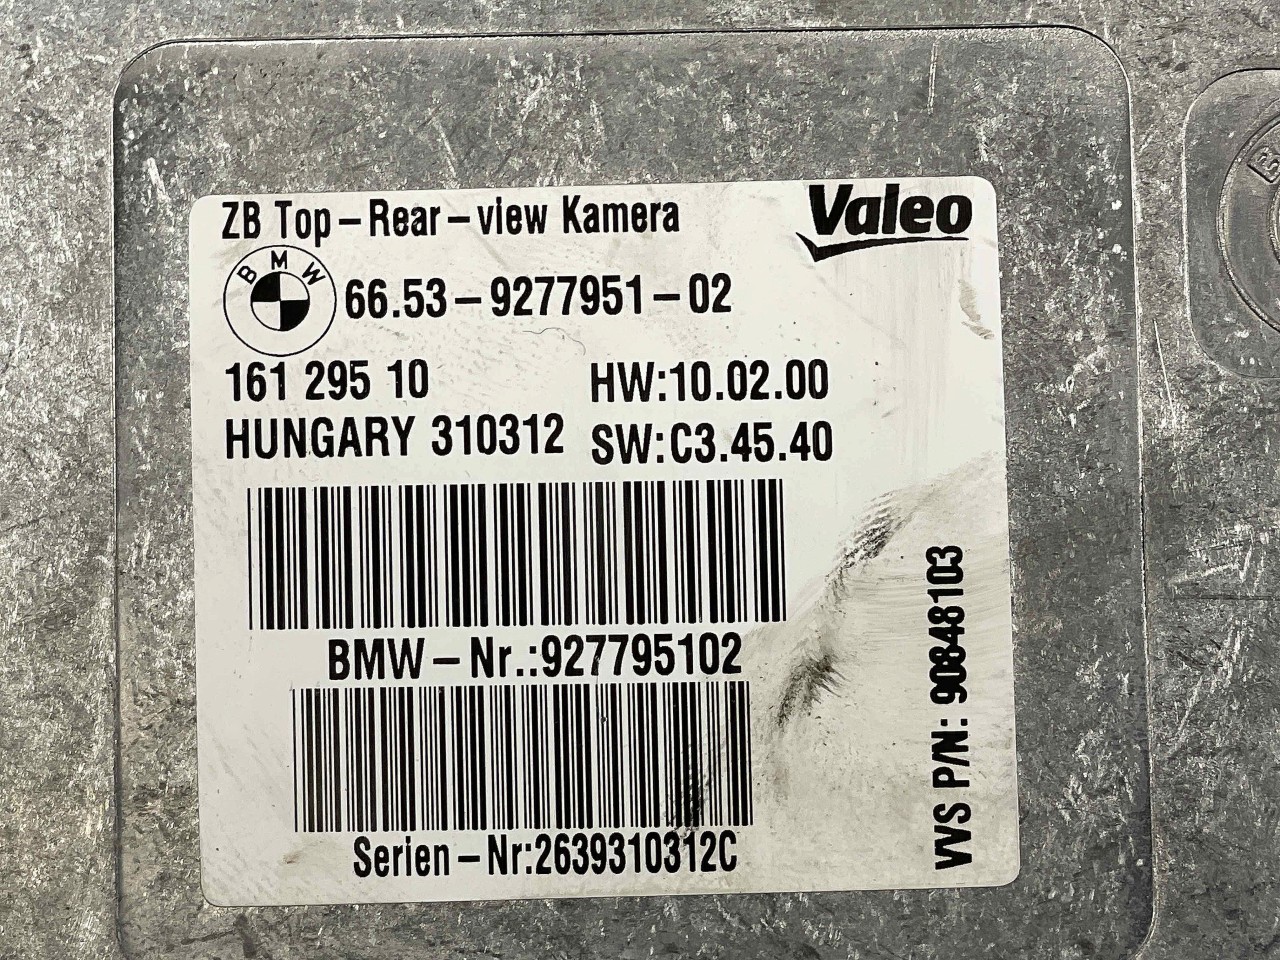 ZB Top-Rear-view Kamera
Valeo
BMW
66.53-9277951-02
161 295 10
HW:10.02.00
HUNGARY 310312
SW:C3.45.40
BMW-Nr.:927795102
Serien-Nr:2639310312C
VVS P/N: 90848103